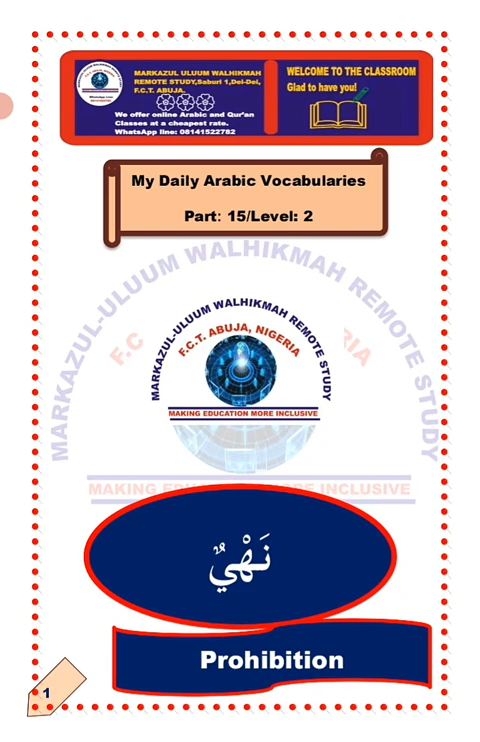 MARKAZUL ULUUM WALHIKMAH
REMOTE STUDY,Saburi 1,Dei-Dei,
F.C.T. ABUJA.
We offer online Arabic and Qur'an
Classes at a cheapest rate.
WhatsApp line: 08141522782
WELCOME TO THE CLASSROOM
Glad to have you!
My Daily Arabic Vocabularies
Part: 15/Level: 2
MARKAZUL-ULUUM WALHIKMAH REMOTE STUDY
F.C.T. ABUJA, NIGERIA
MAKING EDUCATION MORE INCLUSIVE
نَهْيٌ
Prohibition
1